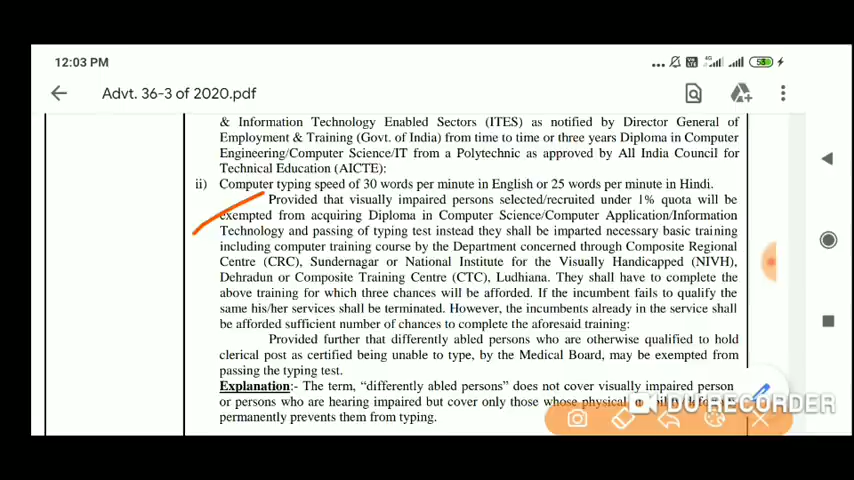 12:03 PM
53
Advt. 36-3 of 2020.pdf
& Information Technology Enabled Sectors (ITES) as notified by Director General of
Employment & Training (Govt. of India) from time to time or three years Diploma in Computer
Engineering/Computer Science/IT from a Polytechnic as approved by All India Council for
Technical Education (AICTE):
ii) Computer typing speed of 30 words per minute in English or 25 words per minute in Hindi.
Provided that visually impaired persons selected/recruited under 1% quota will be
exempted from acquiring Diploma in Computer Science/Computer Application/Information
Technology and passing of typing test instead they shall be imparted necessary basic training
including computer training course by the Department concerned through Composite Regional
Centre (CRC), Sundernagar or National Institute for the Visually Handicapped (NIVH),
Dehradun or Composite Training Centre (CTC), Ludhiana. They shall have to complete the
above training for which three chances will be afforded. If the incumbent fails to qualify the
same his/her services shall be terminated. However, the incumbents already in the service shall
be afforded sufficient number of chances to complete the aforesaid training:
Provided further that differently abled persons who are otherwise qualified to hold
clerical post as certified being unable to type, by the Medical Board, may be exempted from
passing the typing test.
Explanation:- The term, “differently abled persons” does not cover visually impaired person
or persons who are hearing impaired but cover only those whose physical
permanently prevents them from typing.
DU RECORDER